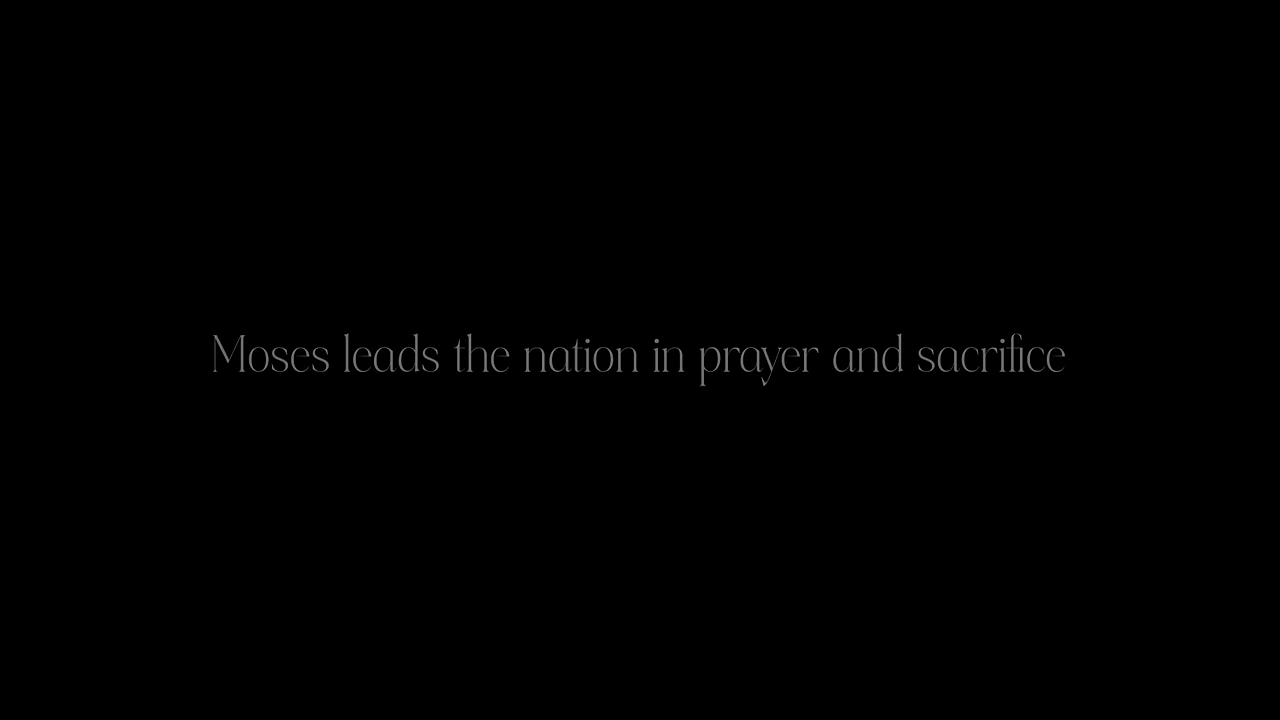 Moses leads the nation in prayer and sacrifice